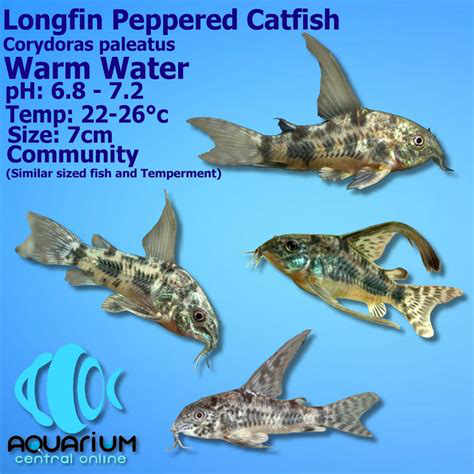 Longfin Peppered Catfish
Corydoras paleatus
Warm Water
pH: 6.8 - 7.2
Temp: 22-26°c
Size: 7cm
Community
(Similar sized fish and Temperment)
AQUARIUM
central online